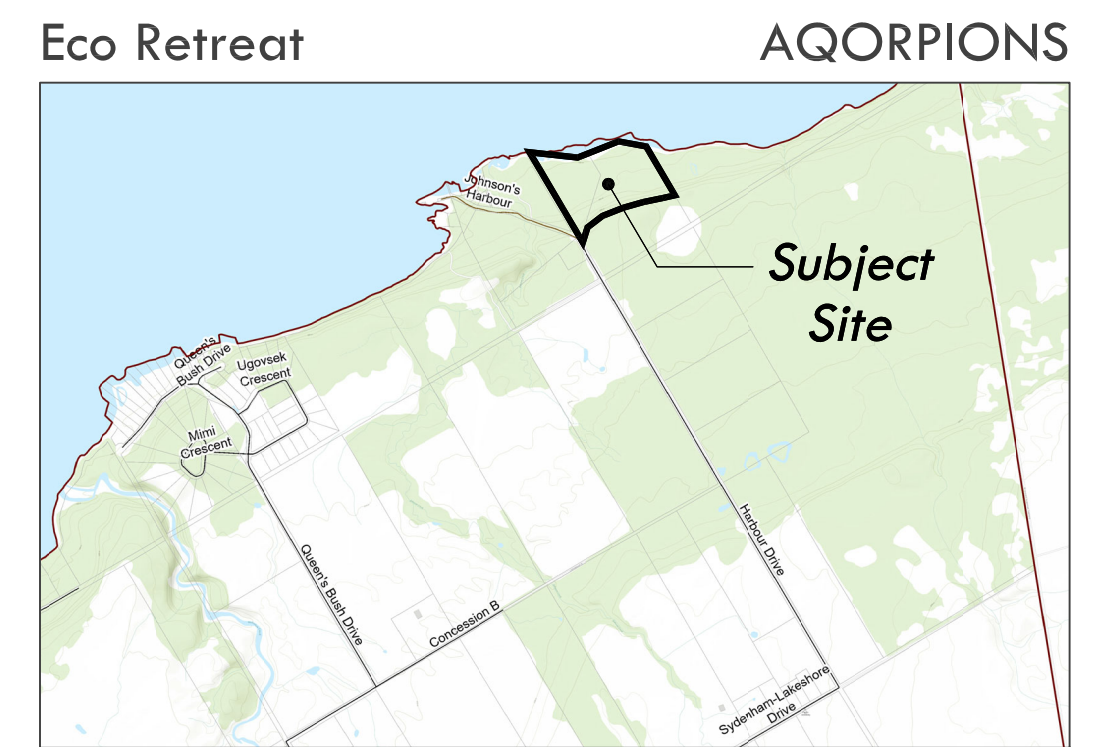 Eco Retreat
AQORPIONS
Johnson's
Harbour
Subject
Site
Queen's
Bush Drive
Ugovsek
Crescent
Mimi
Crescent
Harbour Drive
Queen's Bush Drive
Concession B
Sydenham-Lakeshore
Drive